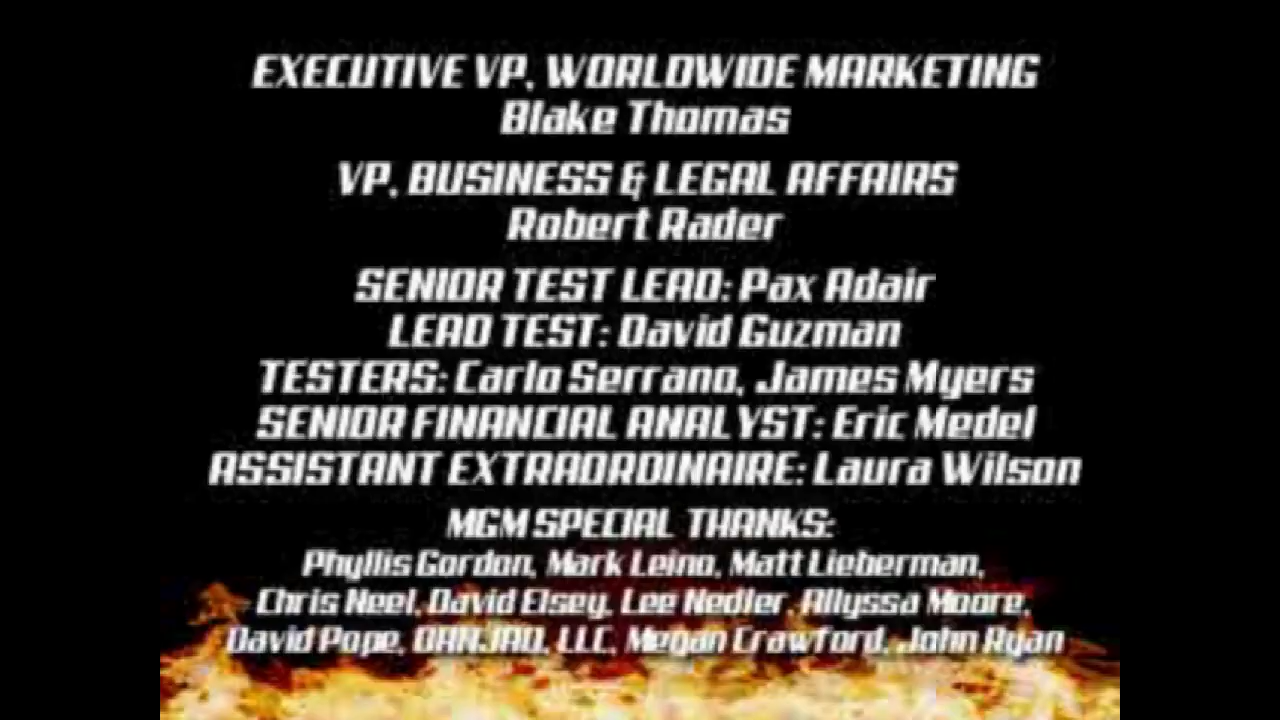 EXECUTIVE VP, WORLDWIDE MARKETING
Blake Thomas
VP, BUSINESS & LEGAL AFFAIRS
Robert Rader
SENIOR TEST LEAD: Pax Adair
LEAD TEST: David Guzman
TESTERS: Carlo Serrano, James Myers
SENIOR FINANCIAL ANALYST: Eric Medel
ASSISTANT EXTRAORDINAIRE: Laura Wilson
MGM SPECIAL THANKS:
Phyllis Gordon, Mark Leino, Matt Lieberman,
Chris Neel, David Elsey, Lee Nedler, Allyssa Moore,
David Pope, DANJAQ, LLC, Megan Crawford, John Ryan